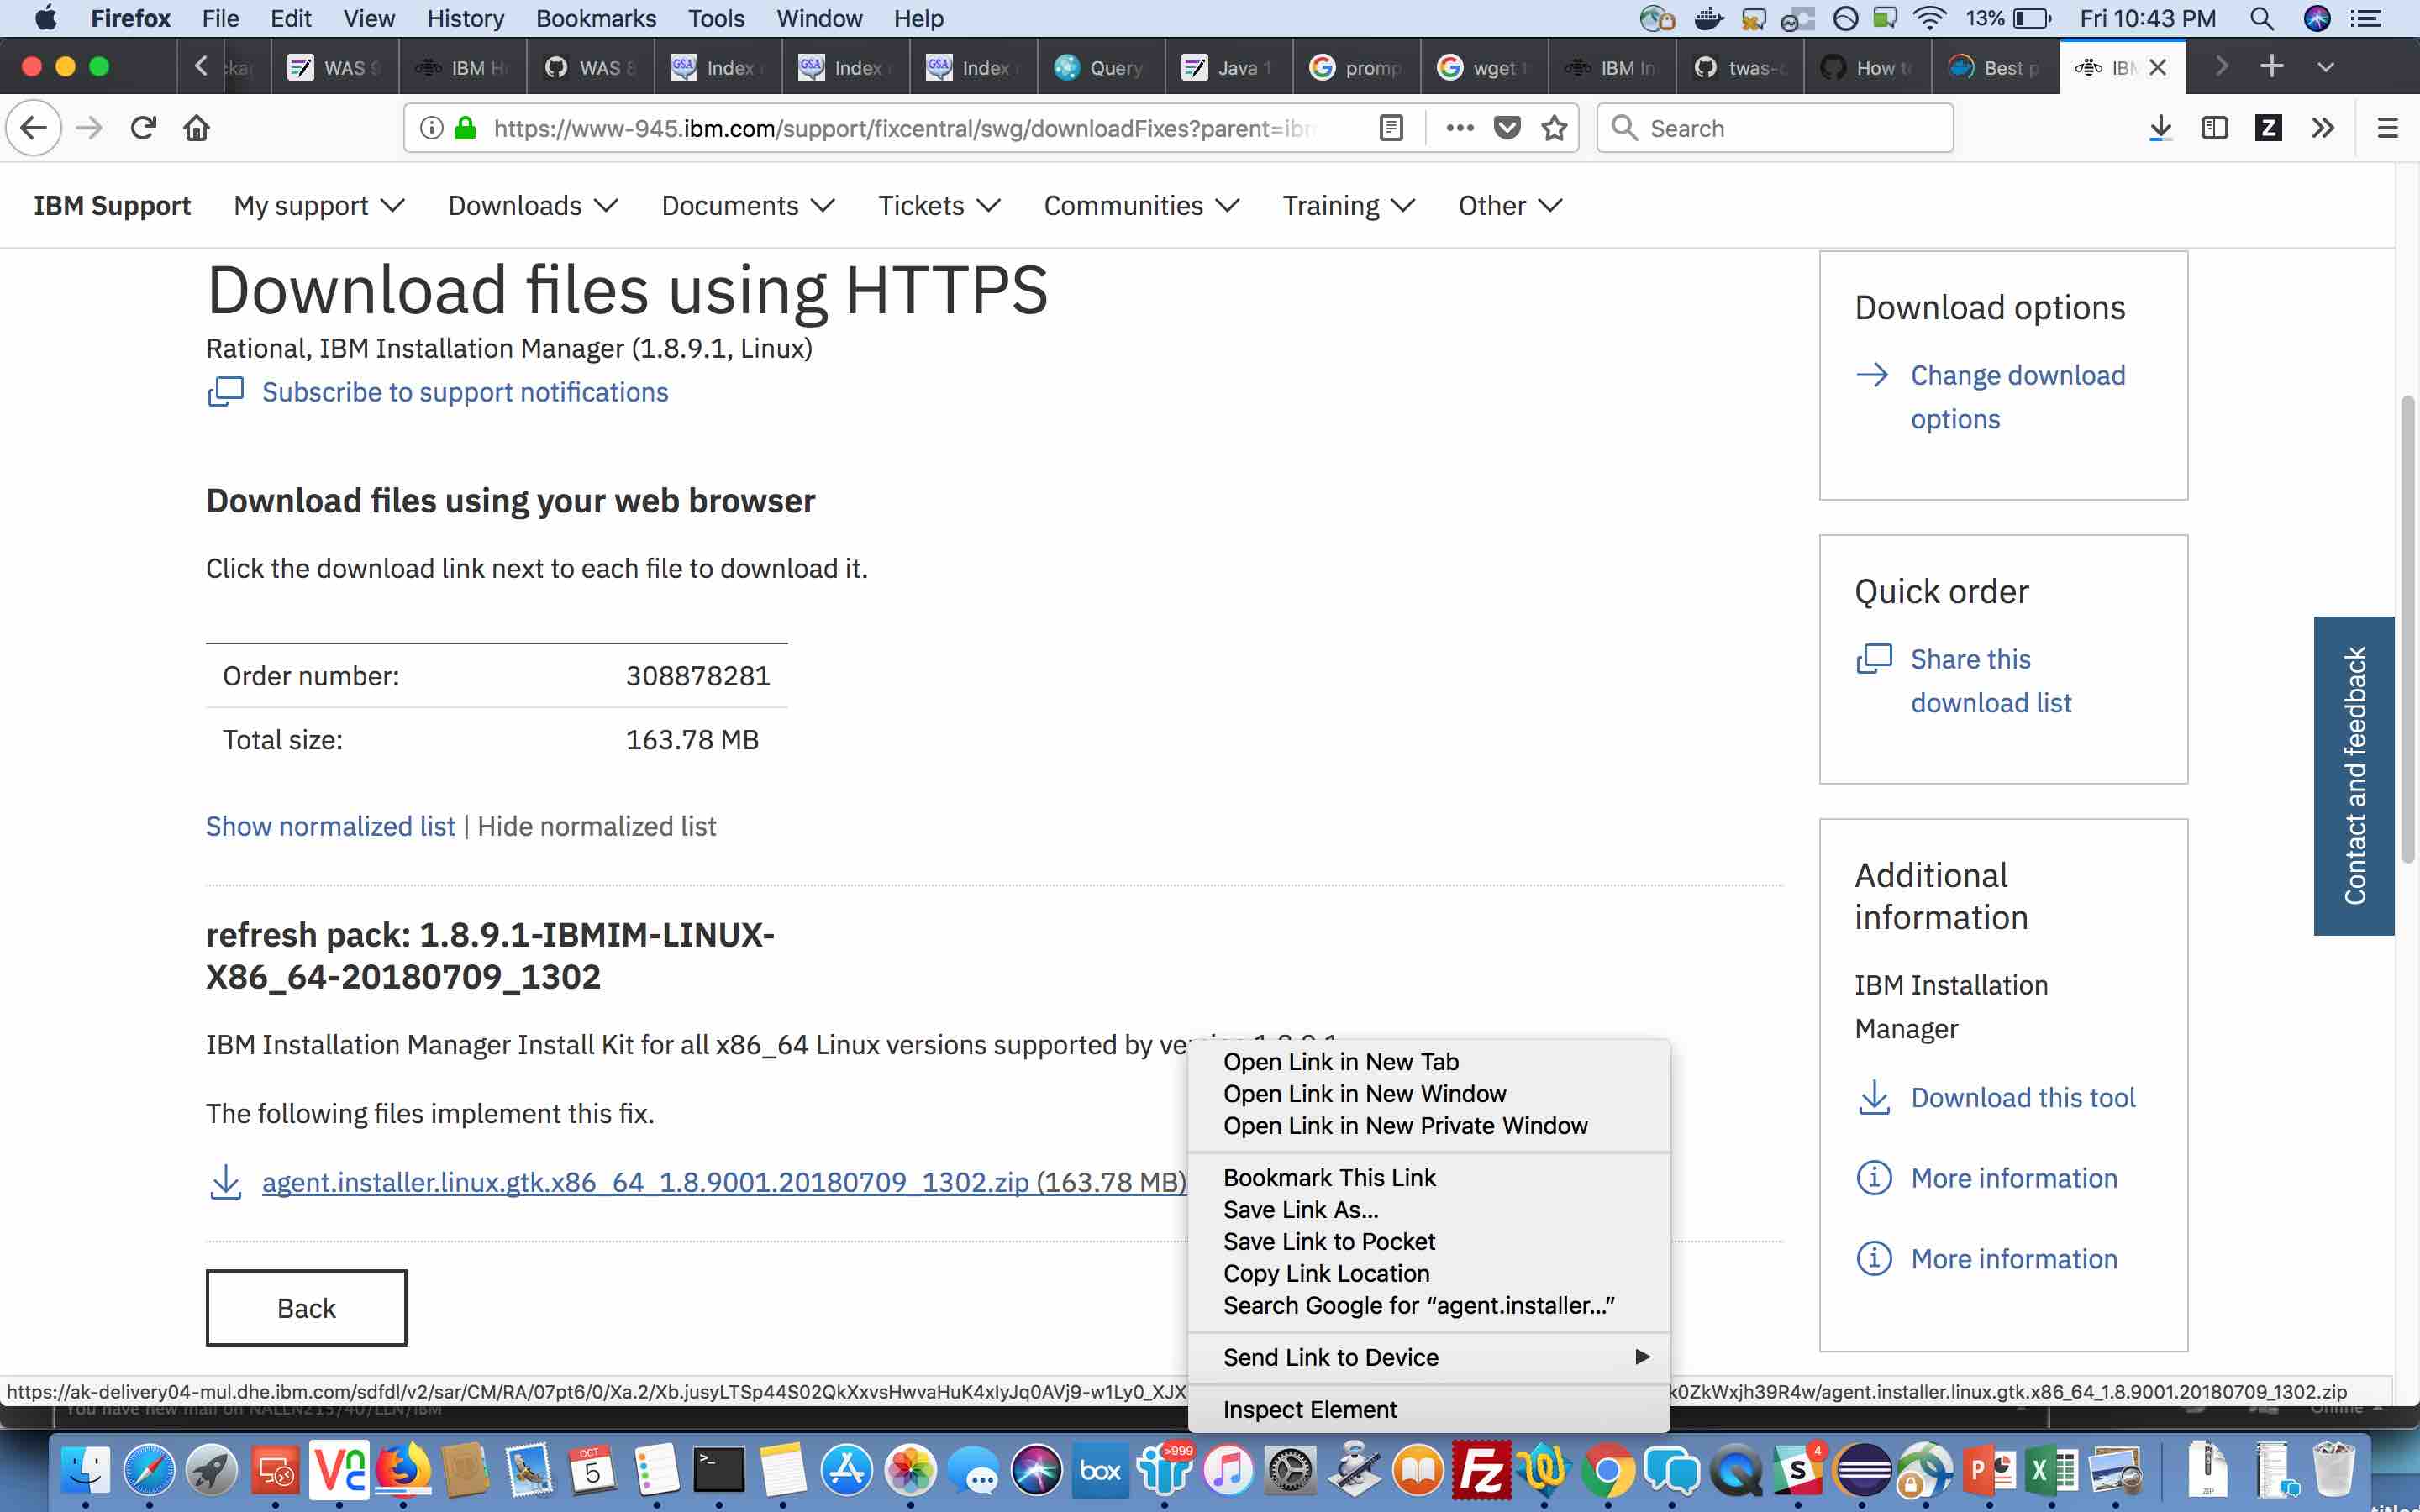 Firefox File Edit View History Bookmarks Tools Window Help 13% Fri 10:43 PM
WAS 9 IBM H WAS 8 Index Index Index Query Java 1 promp wget IBM In twas- How t Best p IBM
https://www-945.ibm.com/support/fixcentral/swg/downloadFixes?parent=ibm Search
IBM Support My support Downloads Documents Tickets Communities Training Other
Download files using HTTPS
Rational, IBM Installation Manager (1.8.9.1, Linux)
Subscribe to support notifications
Download files using your web browser
Click the download link next to each file to download it.
Order number: 308878281
Total size: 163.78 MB
Show normalized list | Hide normalized list
refresh pack: 1.8.9.1-IBMIM-LINUX-
X86_64-20180709_1302
IBM Installation Manager Install Kit for all x86_64 Linux versions supported by version 1.8.9.1
The following files implement this fix.
agent.installer.linux.gtk.x86_64_1.8.9001.20180709_1302.zip (163.78 MB)
Back
Download options
Change download
options
Quick order
Share this
download list
Additional
information
IBM Installation
Manager
Download this tool
More information
More information
Contact and feedback
Open Link in New Tab
Open Link in New Window
Open Link in New Private Window
Bookmark This Link
Save Link As...
Save Link to Pocket
Copy Link Location
Search Google for “agent.installer...”
Send Link to Device
Inspect Element
https://ak-delivery04-mul.dhe.ibm.com/sdfdl/v2/sar/CM/RA/07pt6/0/Xa.2/Xb.jusyLTSp44S02QkXxvsHwvaHuK4xIyJq0AVj9-w1Ly0_XJX k0ZkWxjh39R4w/agent.installer.linux.gtk.x86_64_1.8.9001.20180709_1302.zip
You have new mail on NALLN215/40/LLN/IBM Online
OCT
5
box
>999
4
ZIP